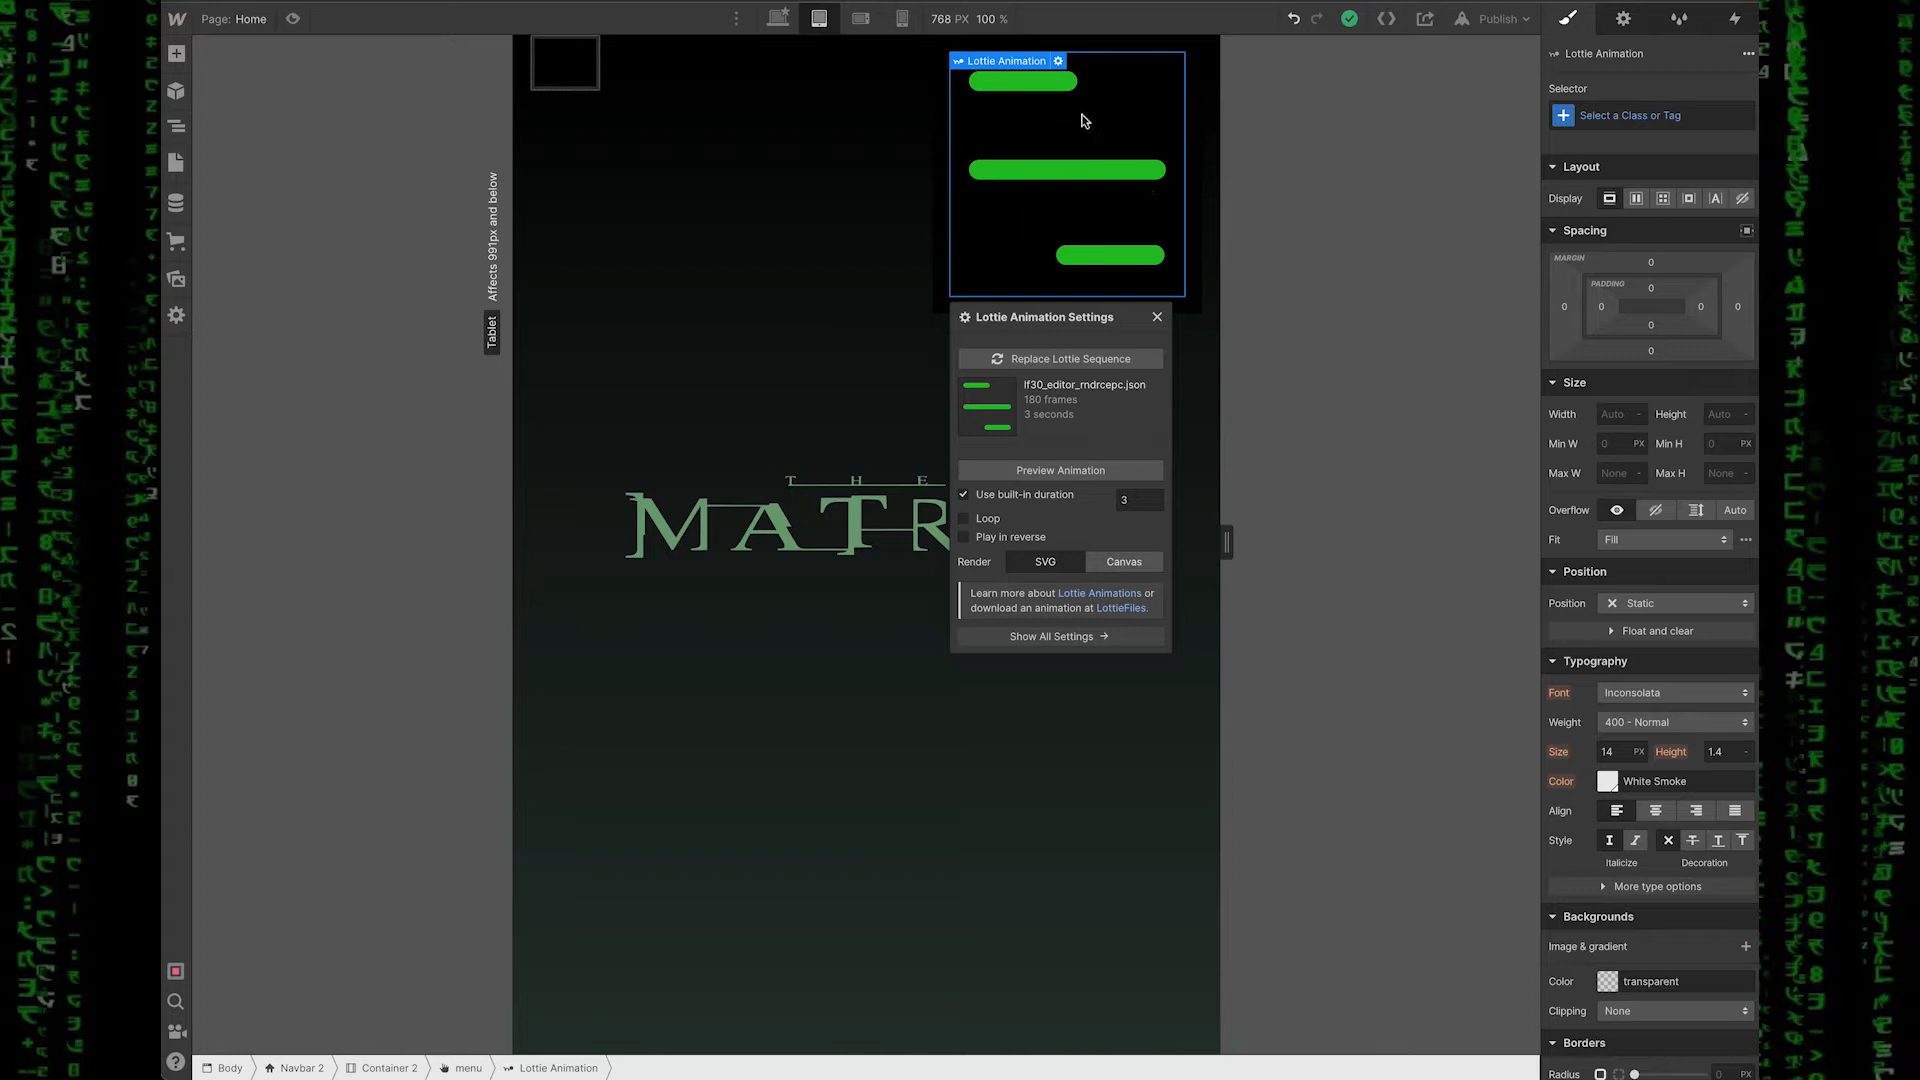 Page: Home
768 PX 100 %
Publish
Affects 991px and below
Tablet
Lottie Animation
THE
MATR
Lottie Animation Settings
Replace Lottie Sequence
lf30_editor_rndrcepc.json
180 frames
3 seconds
Preview Animation
Use built-in duration
3
Loop
Play in reverse
Render SVG Canvas
Learn more about Lottie Animations or
download an animation at LottieFiles.
Show All Settings
Lottie Animation
Selector
Select a Class or Tag
Layout
Display
Spacing
MARGIN
0
PADDING
0
0 0 0 0
0
0
Size
Width Auto - Height Auto -
Min W 0 PX Min H 0 PX
Max W None - Max H None -
Overflow Auto
Fit Fill
Position
Position Static
Float and clear
Typography
Font Inconsolata
Weight 400 - Normal
Size 14 PX Height 1.4 -
Color White Smoke
Align
Style
Italicize Decoration
More type options
Backgrounds
Image & gradient
Color transparent
Clipping None
Borders
Radius 0 PX
Body Navbar 2 Container 2 menu Lottie Animation